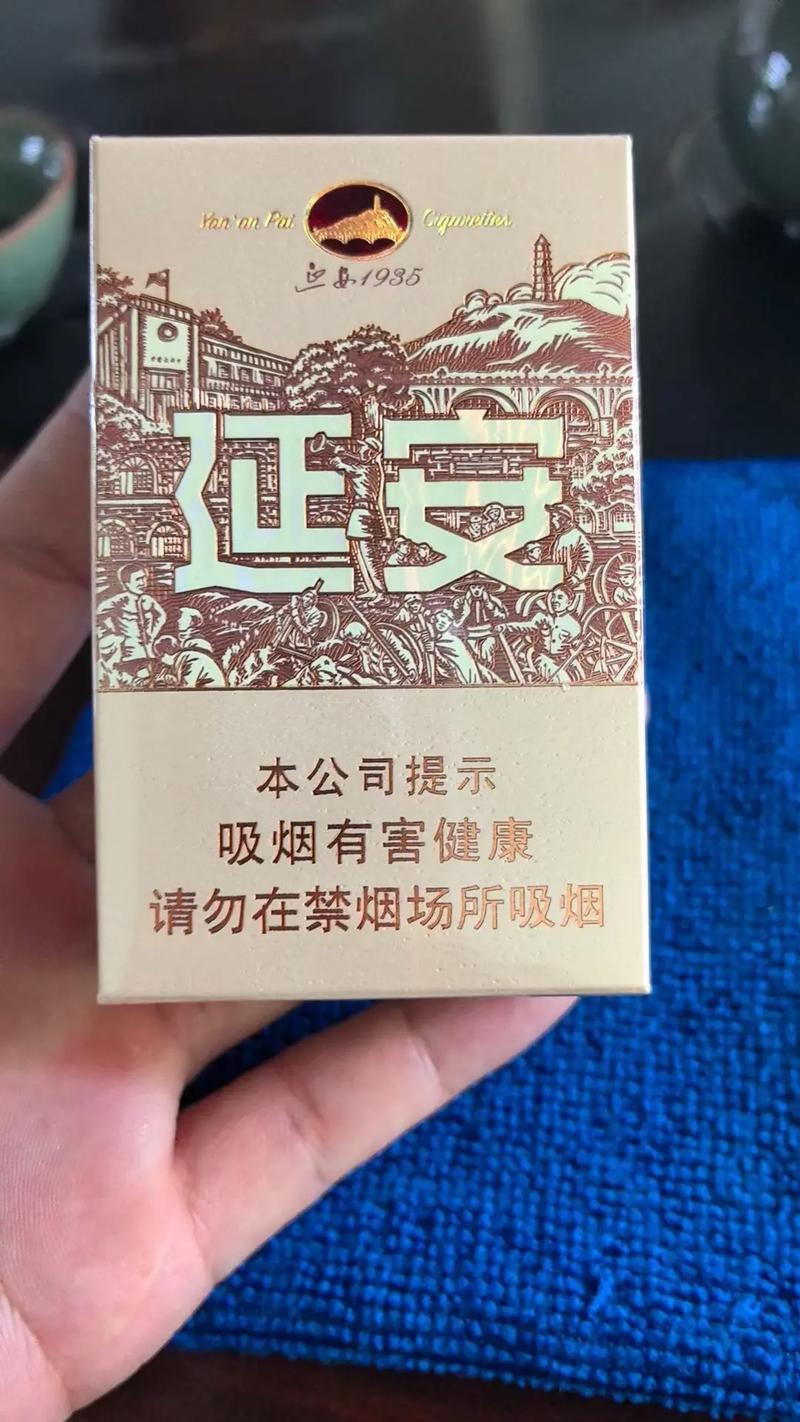 Yan'an Pai Cigarettes
延安1935
延安
本公司提示
吸烟有害健康
请勿在禁烟场所吸烟